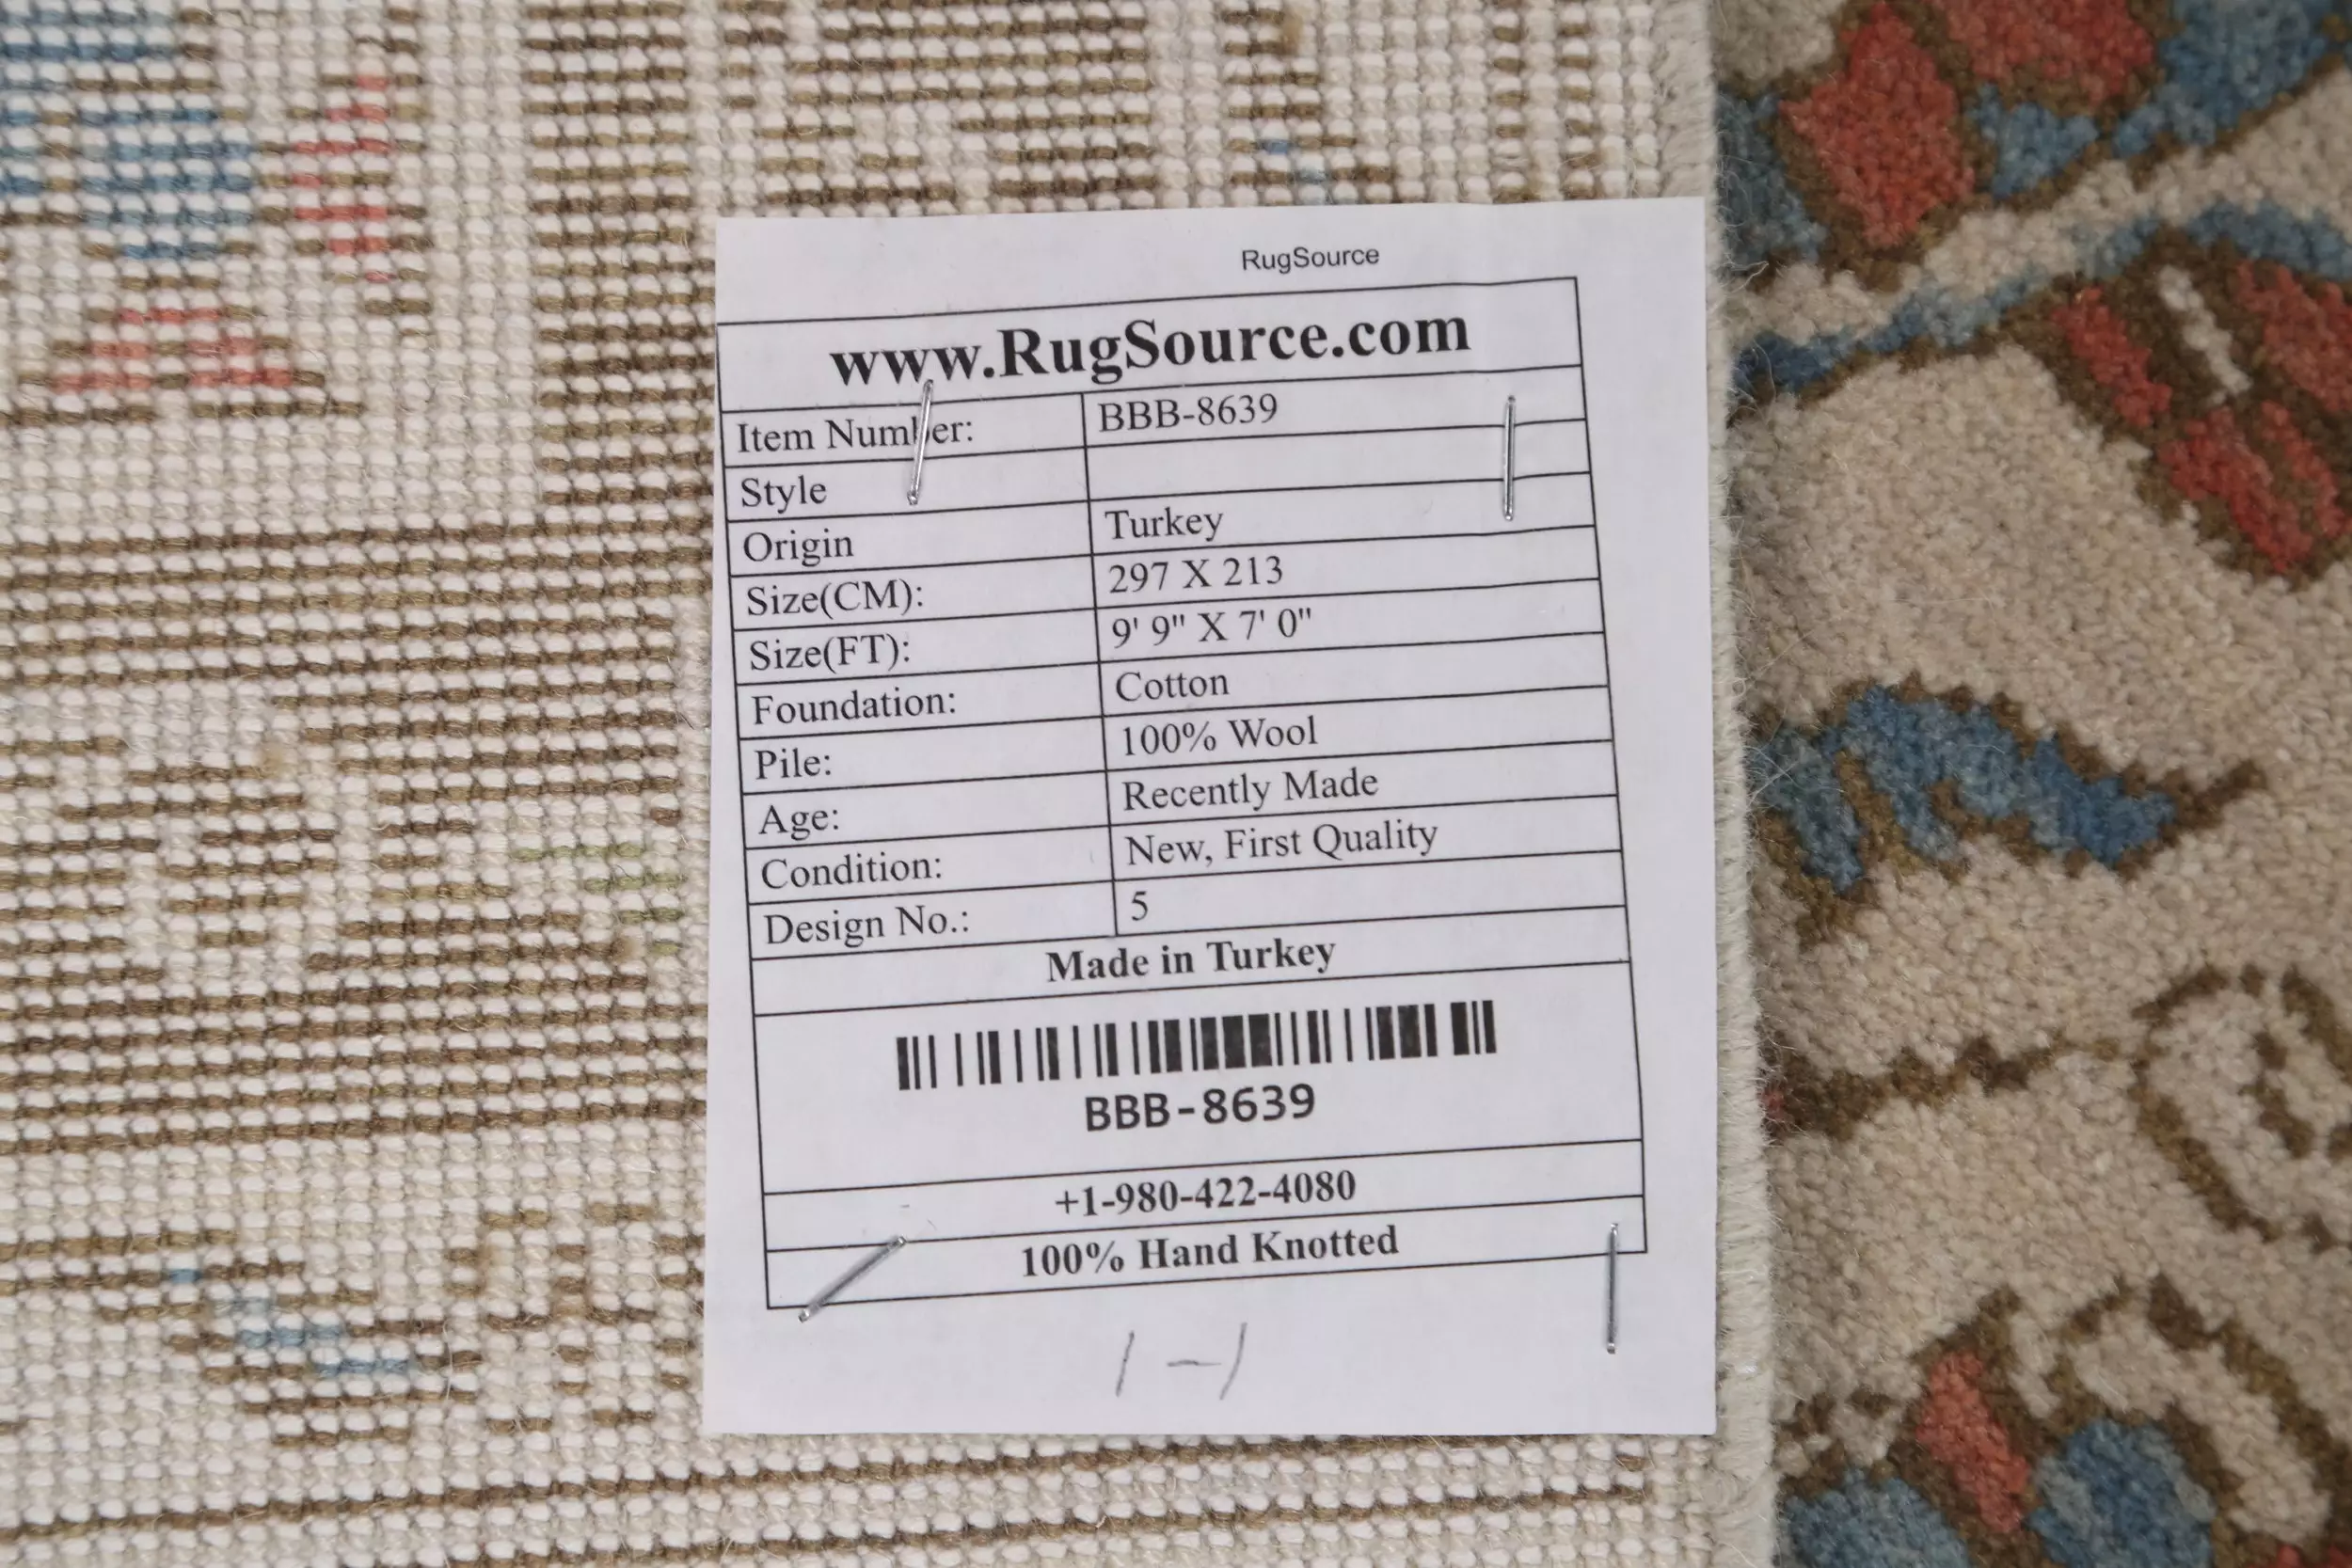 RugSource
www.RugSource.com
Item Number: BBB-8639
Style
Origin Turkey
Size(CM): 297 X 213
Size(FT): 9' 9" X 7' 0"
Foundation: Cotton
Pile: 100% Wool
Age: Recently Made
Condition: New, First Quality
Design No.: 5
Made in Turkey
BBB-8639
+1-980-422-4080
100% Hand Knotted
1-1